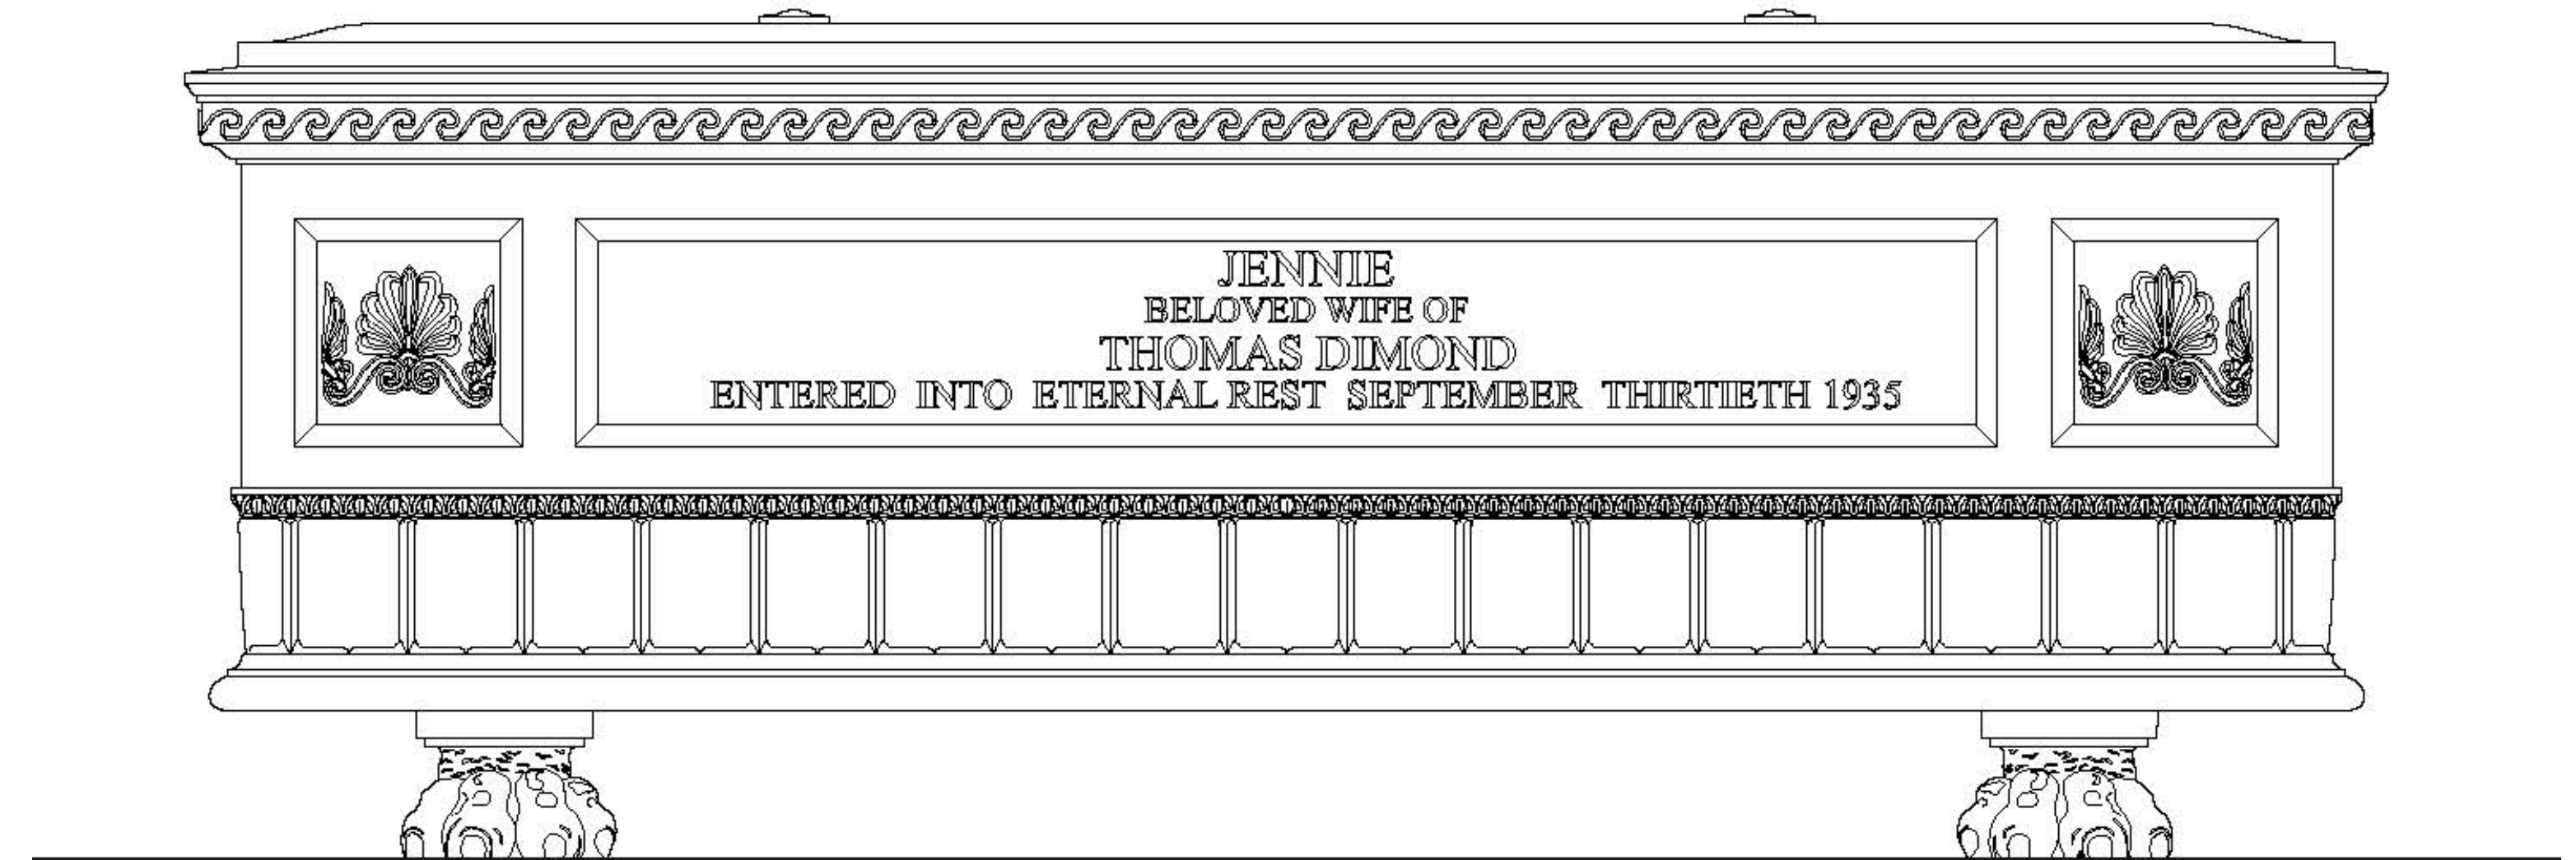 JENNIE
BELOVED WIFE OF
THOMAS DIMOND
ENTERED INTO ETERNAL REST SEPTEMBER THIRTIETH 1935